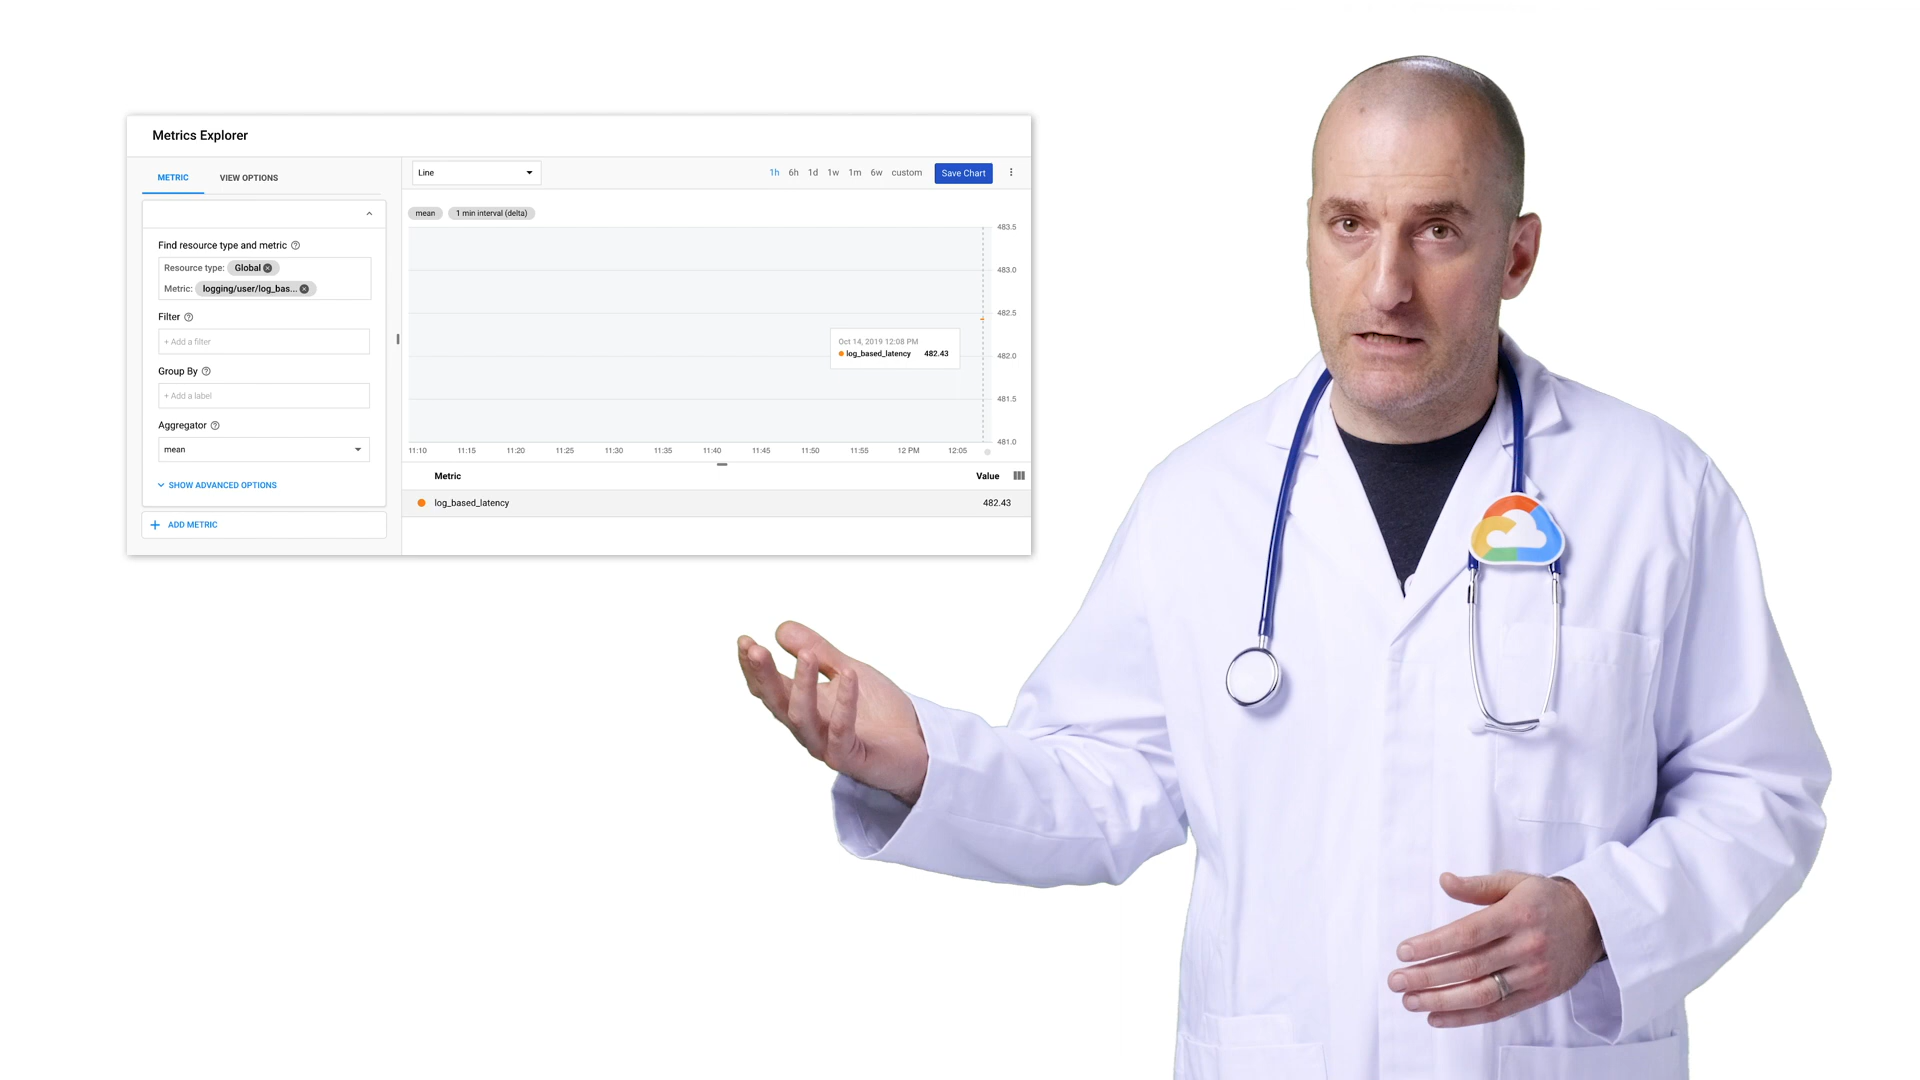 Metrics Explorer
METRIC VIEW OPTIONS
Find resource type and metric
Resource type: Global
Metric: logging/user/log_bas...
Filter
+ Add a filter
Group By
+ Add a label
Aggregator
mean
SHOW ADVANCED OPTIONS
+ ADD METRIC
Line
1h 6h 1d 1w 1m 6w custom Save Chart
mean 1 min interval (delta)
483.5
483.0
482.5
482.0
481.5
481.0
Oct 14, 2019 12:08 PM
log_based_latency 482.43
11:10 11:15 11:20 11:25 11:30 11:35 11:40 11:45 11:50 11:55 12 PM 12:05
Metric Value
log_based_latency 482.43